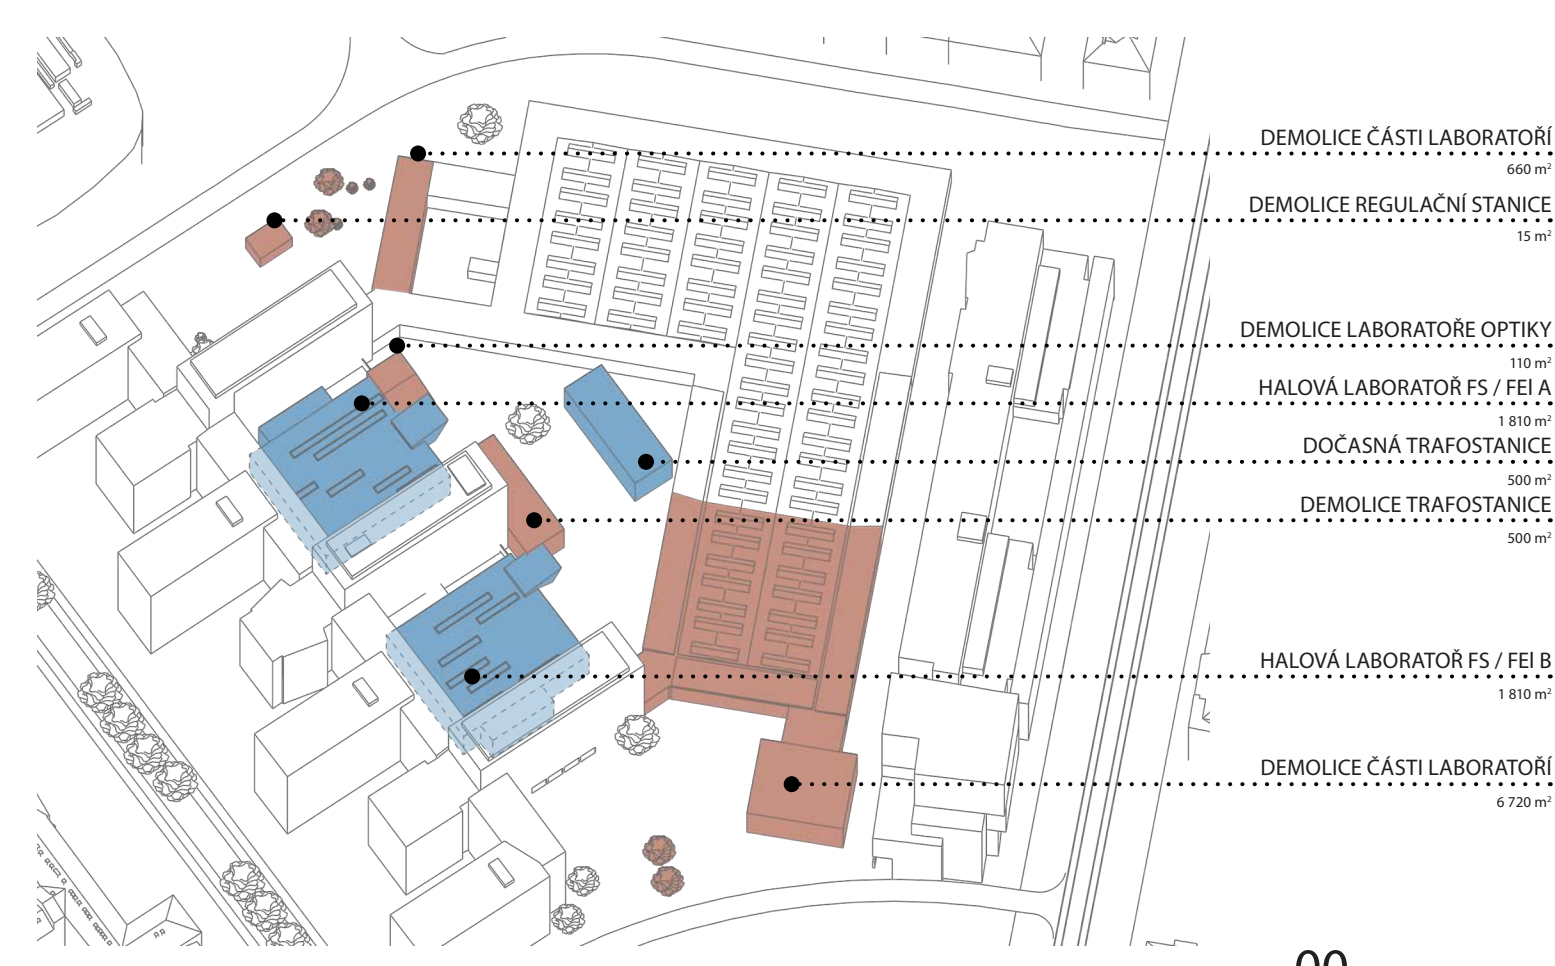 DEMOLICE ČÁSTI LABORATOŘÍ
660 m²
DEMOLICE REGULAČNÍ STANICE
15 m²
DEMOLICE LABORATOŘE OPTIKY
110 m²
HALOVÁ LABORATOŘ FS / FEI A
1 810 m²
DOČASNÁ TRAFOSTANICE
500 m²
DEMOLICE TRAFOSTANICE
500 m²
HALOVÁ LABORATOŘ FS / FEI B
1 810 m²
DEMOLICE ČÁSTI LABORATOŘÍ
6 720 m²